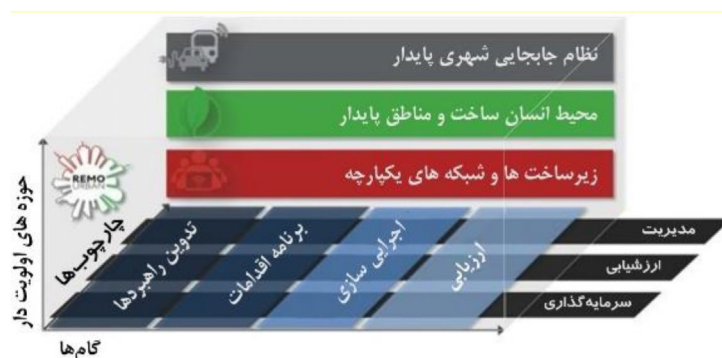 نظام جابجایی شهری پایدار
محیط انسان ساخت و مناطق پایدار
زیرساخت ها و شبکه های یکپارچه
REMO
URBAN
حوزه های اولویت دار
چارچوب‌ها
تدوین راهبردها
برنامه اقدامات
اجرایی سازی
ارزیابی
مدیریت
ارزشیابی
سرمایه‌گذاری
گام‌ها